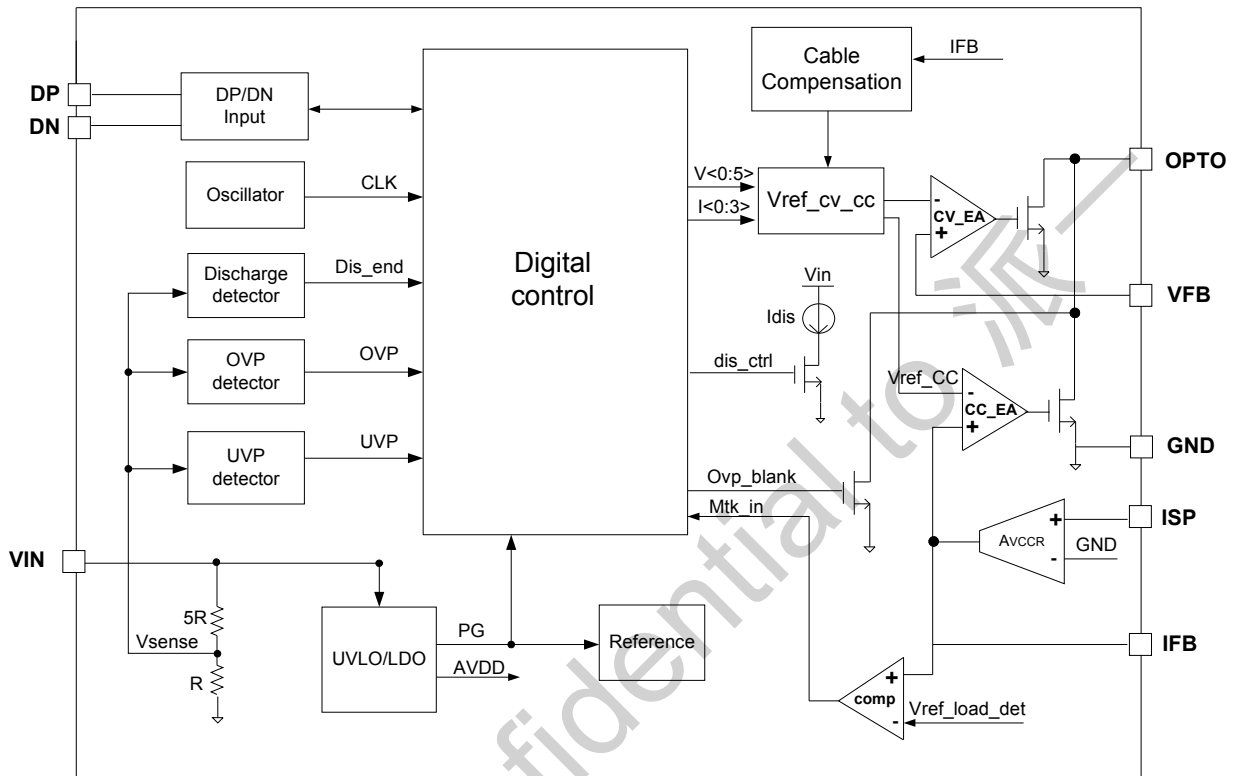 DP
DN
DP/DN
Input
Oscillator
CLK
Discharge
detector
Dis_end
OVP
detector
OVP
UVP
detector
UVP
VIN
5R
Vsense
R
UVLO/LDO
PG
AVDD
Reference
Digital
control
Cable
Compensation
IFB
V<0:5>
I<0:3>
Vref_cv_cc
-
CV_EA
+
OPTO
VFB
Vin
Idis
dis_ctrl
Vref_CC
-
CC_EA
+
GND
Ovp_blank
Mtk_in
+
AVCCR
-
GND
ISP
IFB
+
comp
-
Vref_load_det
fidential to 派一